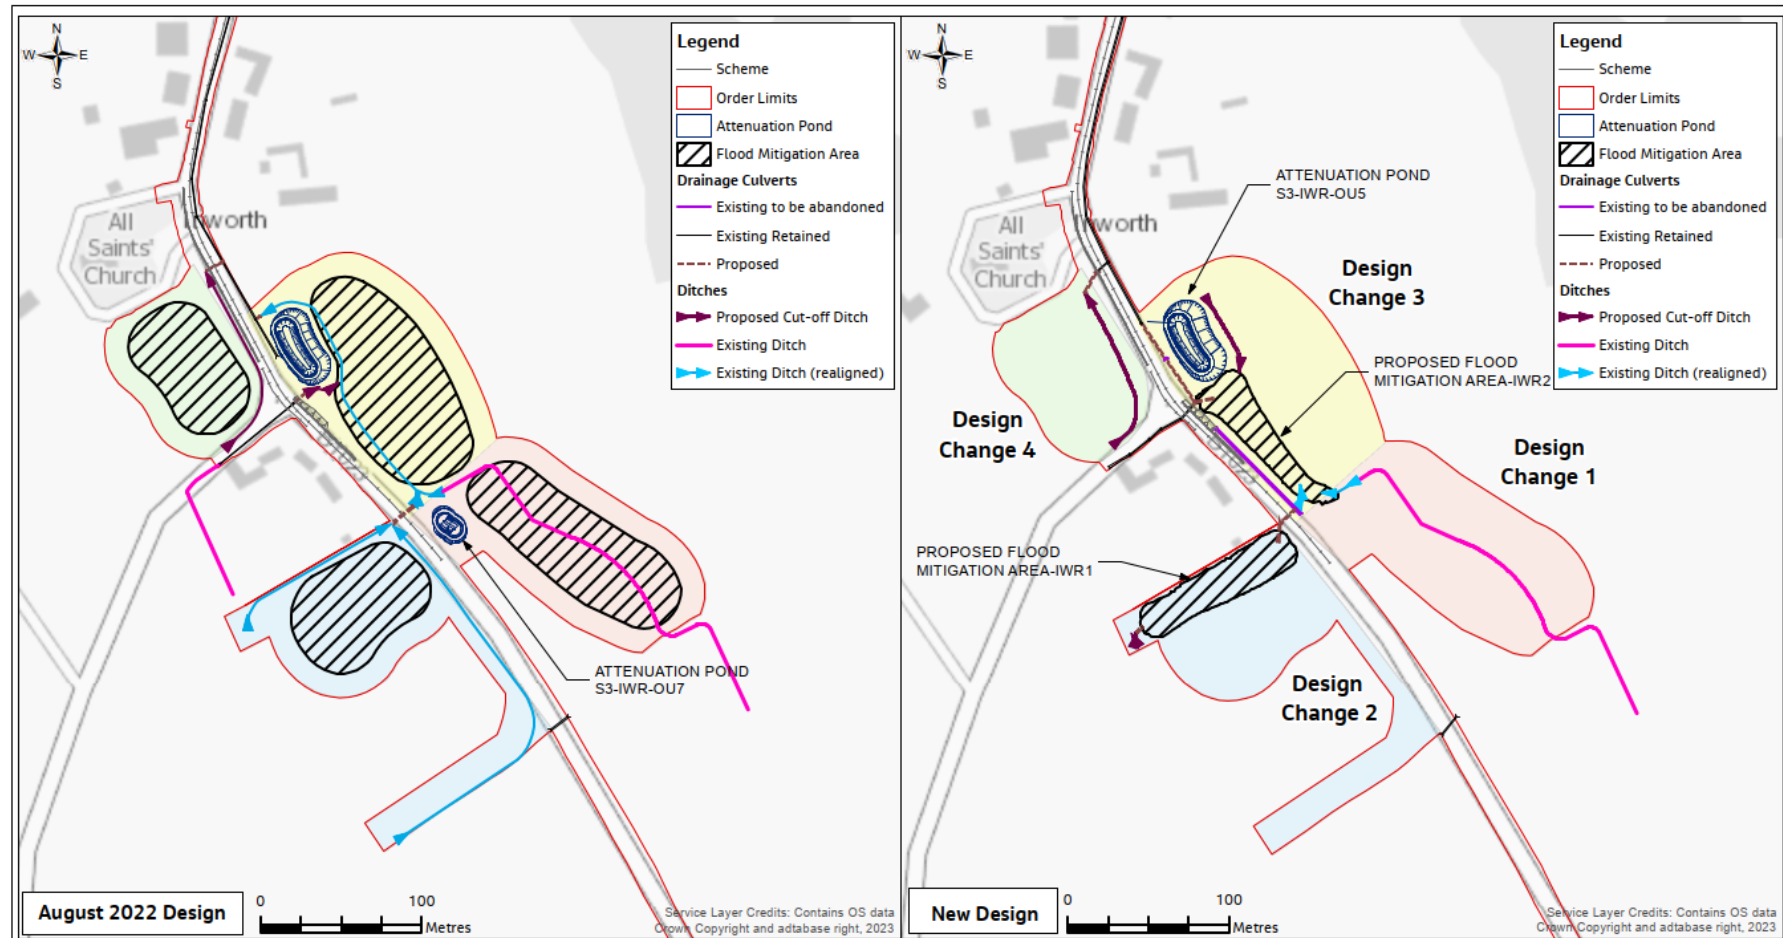 N
W
E
S
All
Saints'
Church
worth
Legend
Scheme
Order Limits
Attenuation Pond
Flood Mitigation Area
Drainage Culverts
Existing to be abandoned
Existing Retained
Proposed
Ditches
Proposed Cut-off Ditch
Existing Ditch
Existing Ditch (realigned)
ATTENUATION POND
S3-IWR-OU7
August 2022 Design
0
100
Metres
Service Layer Credits: Contains OS data
Crown Copyright and adtabase right, 2023
N
W
E
S
All
Saints'
Church
worth
Legend
Scheme
Order Limits
Attenuation Pond
Flood Mitigation Area
Drainage Culverts
Existing to be abandoned
Existing Retained
Proposed
Ditches
Proposed Cut-off Ditch
Existing Ditch
Existing Ditch (realigned)
ATTENUATION POND
S3-IWR-OU5
Design
Change 3
PROPOSED FLOOD
MITIGATION AREA-IWR2
Design
Change 4
Design
Change 1
PROPOSED FLOOD
MITIGATION AREA-IWR1
Design
Change 2
New Design
0
100
Metres
Service Layer Credits: Contains OS data
Crown Copyright and adtabase right, 2023